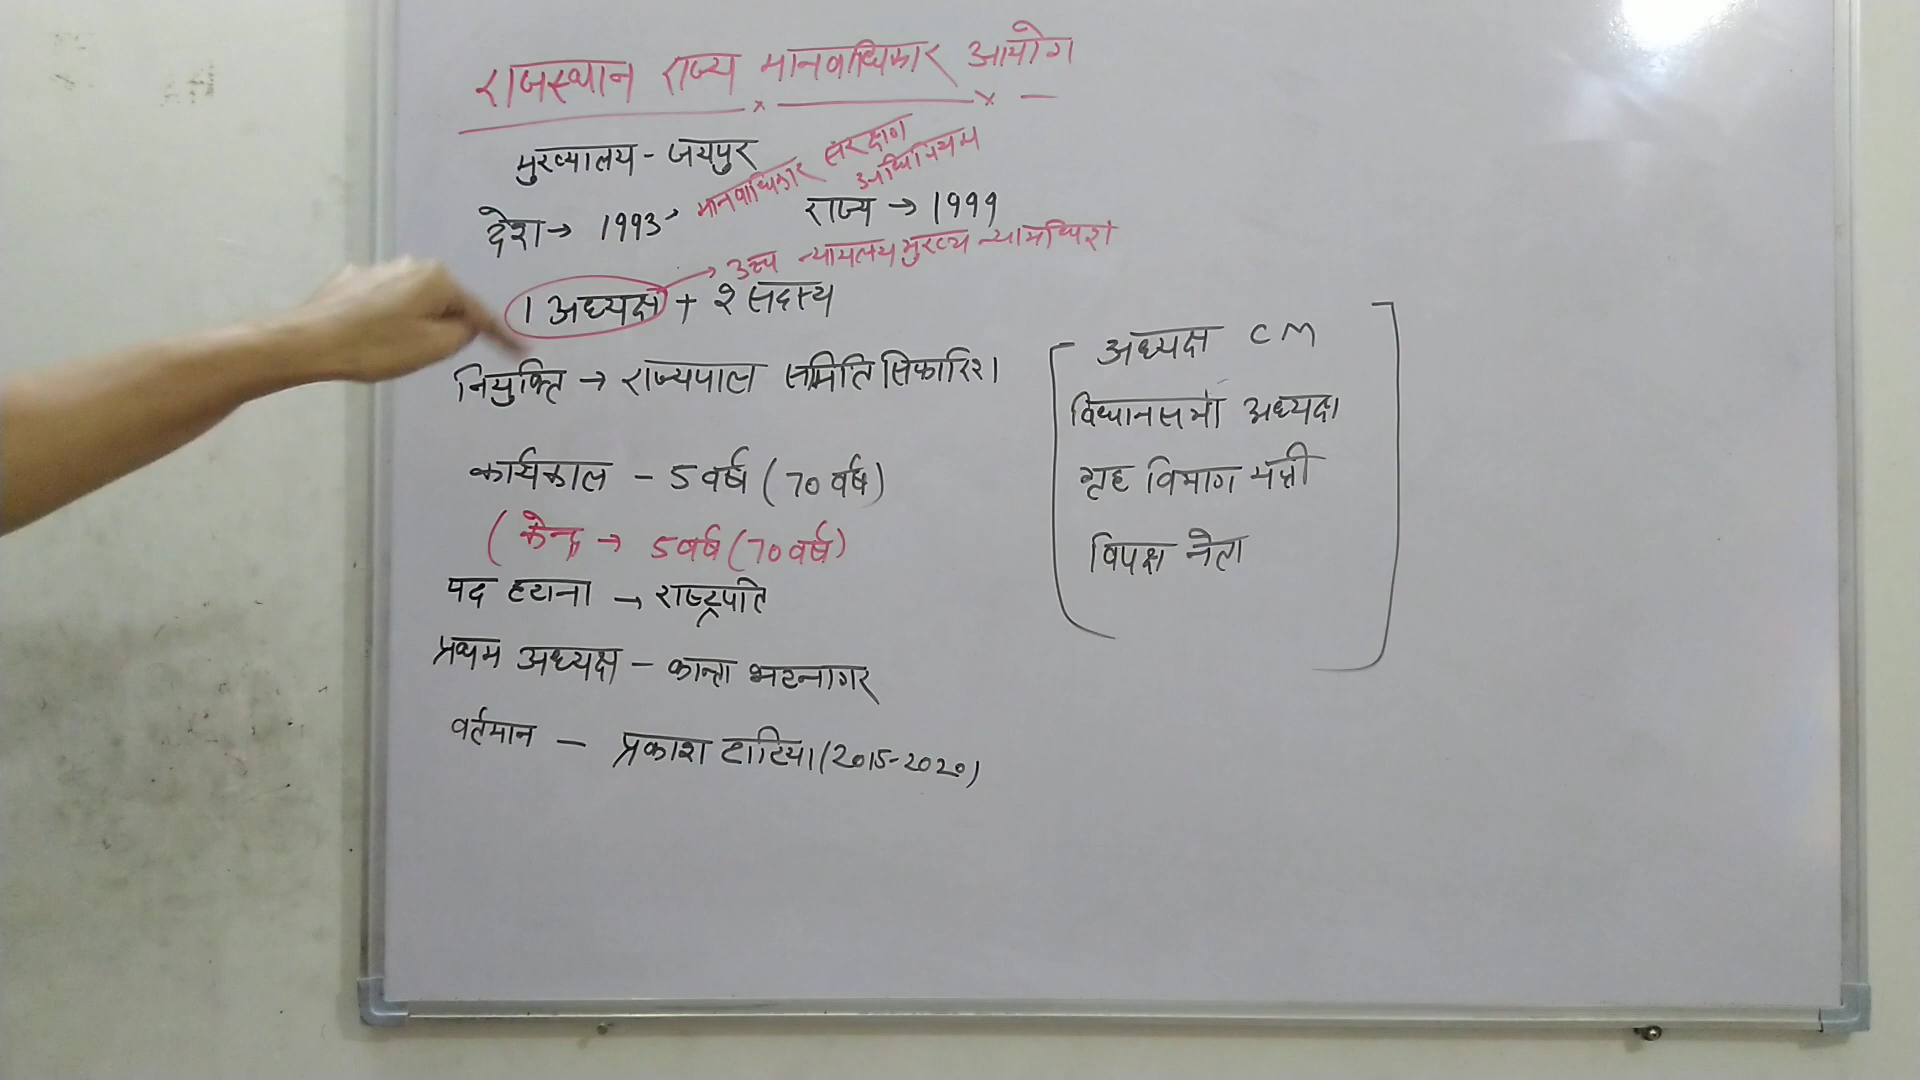 राजस्थान राज्य मानवाधिकार आयोग
मुख्यालय - जयपुर
देश → 1993 → मानवाधिकार संरक्षण अधिनियम
राज्य → 1999
1 अध्यक्ष + 2 सदस्य
→ उच्च न्यायलय मुख्य न्यायधिश
नियुक्ति → राज्यपाल समिति सिफारिश
कार्यकाल - 5 वर्ष (70 वर्ष)
(केन्द्र → 5 वर्ष (70 वर्ष)
पद हटाना → राष्ट्रपति
प्रथम अध्यक्ष - कान्ता भटनागर
वर्तमान - प्रकाश टाटिया (2015-2020)
अध्यक्ष CM
विधानसभा अध्यक्ष
गृह विभाग मंत्री
विपक्ष नेता